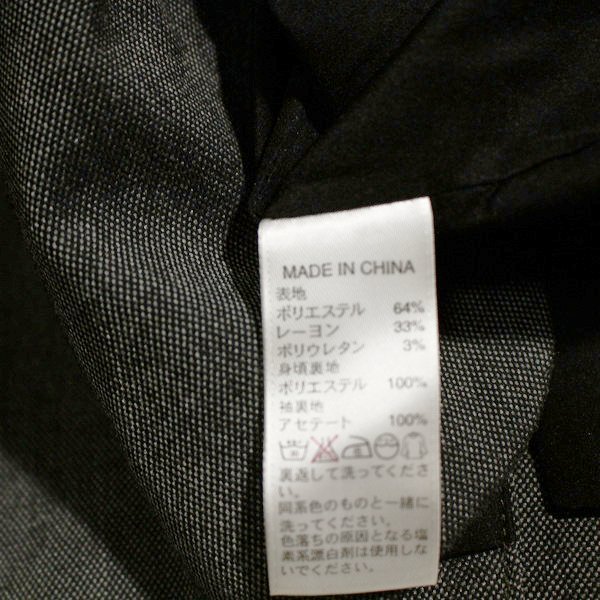 MADE IN CHINA
表地
ポリエステル 64%
レーヨン 33%
ポリウレタン 3%
身頃裏地
ポリエステル 100%
袖裏地
アセテート 100%
裏返して洗ってくださ
い。
同系色のものと一緒に
洗ってください。
色落ちの原因となる塩
素系漂白剤は使用しな
いでください。